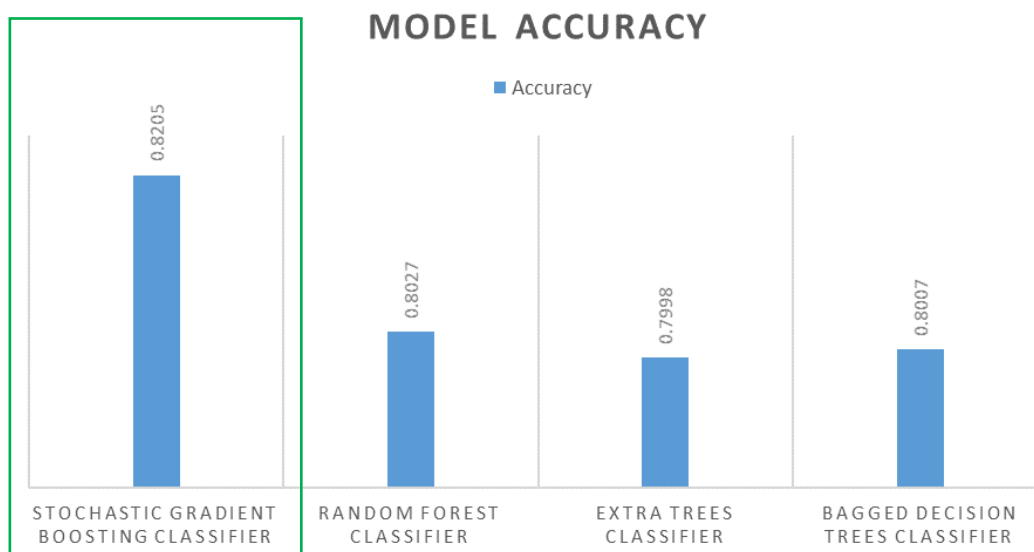 MODEL ACCURACY
Accuracy
0.8205
0.8027
0.7998
0.8007
STOCHASTIC GRADIENT
BOOSTING CLASSIFIER
RANDOM FOREST
CLASSIFIER
EXTRA TREES
CLASSIFIER
BAGGED DECISION
TREES CLASSIFIER